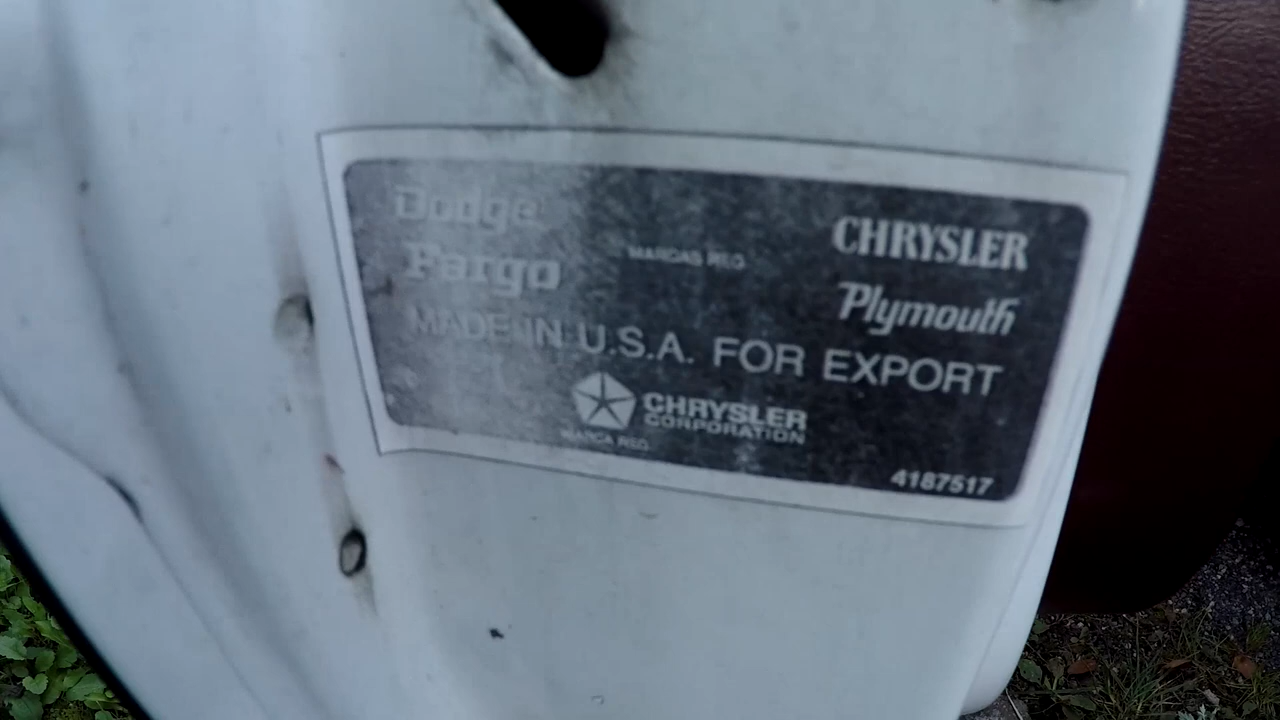 Dodge
Fargo
MARCAS REG.
CHRYSLER
Plymouth
MADE IN U.S.A. FOR EXPORT
CHRYSLER
CORPORATION
MARCA REG.
4187517